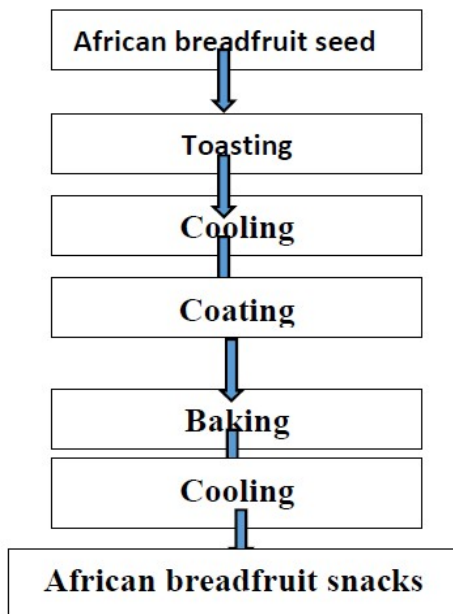 African breadfruit seed
Toasting
Cooling
Coating
Baking
Cooling
African breadfruit snacks